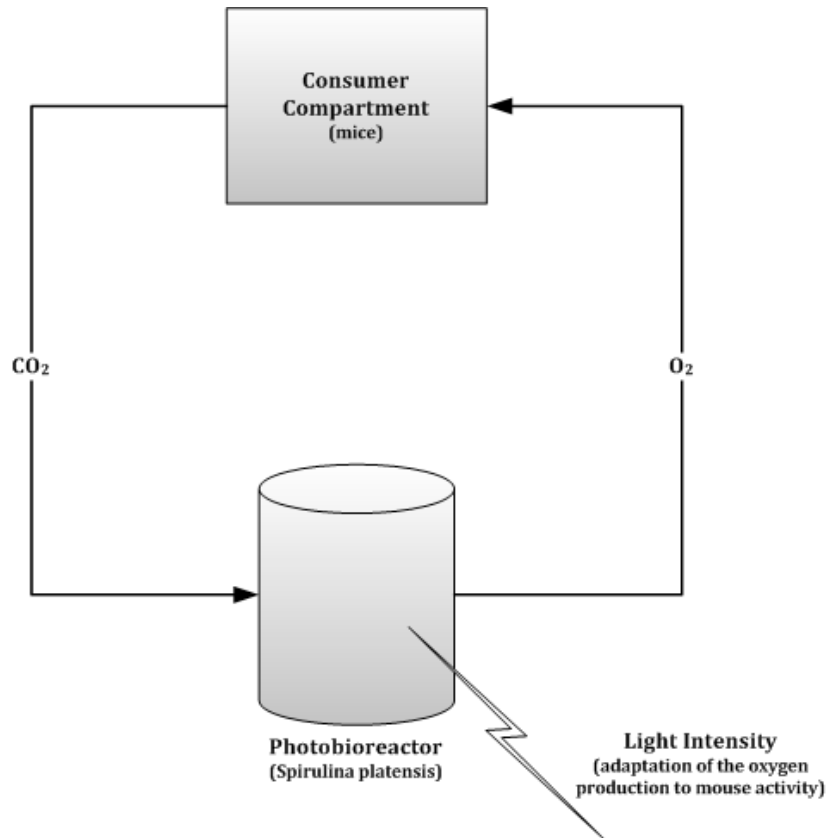 Consumer
Compartment
(mice)
CO₂
O₂
Photobioreactor
(Spirulina platensis)
Light Intensity
(adaptation of the oxygen
production to mouse activity)